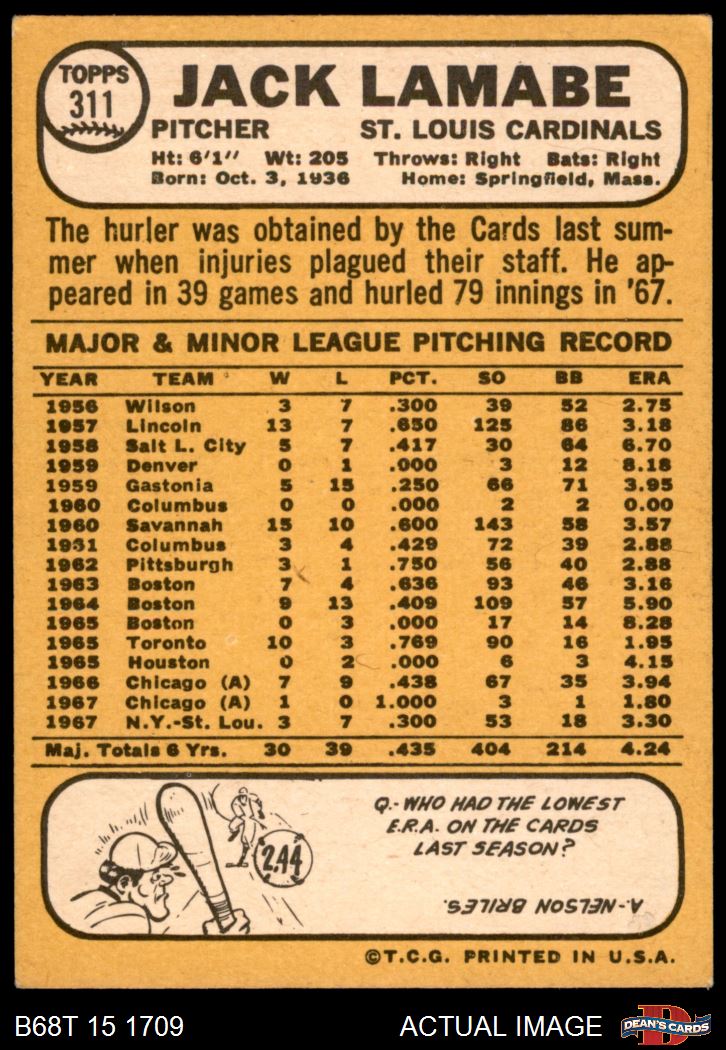 TOPPS
311
JACK LAMABE
PITCHER ST. LOUIS CARDINALS
Ht: 6'1" Wt: 205 Throws: Right Bats: Right
Born: Oct. 3, 1936 Home: Springfield, Mass.
The hurler was obtained by the Cards last sum-
mer when injuries plagued their staff. He ap-
peared in 39 games and hurled 79 innings in '67.
MAJOR & MINOR LEAGUE PITCHING RECORD
YEAR TEAM W L PCT. SO BB ERA
1956 Wilson 3 7 .300 39 52 2.75
1957 Lincoln 13 7 .650 125 86 3.18
1958 Salt L. City 5 7 .417 30 64 6.70
1959 Denver 0 1 .000 3 12 8.18
1959 Gastonia 5 15 .250 66 71 3.95
1960 Columbus 0 0 .000 2 2 0.00
1960 Savannah 15 10 .600 143 58 3.57
1961 Columbus 3 4 .429 72 39 2.88
1962 Pittsburgh 3 1 .750 56 40 2.88
1963 Boston 7 4 .636 93 46 3.16
1964 Boston 9 13 .409 109 57 5.90
1965 Boston 0 3 .000 17 14 8.28
1965 Toronto 10 3 .769 90 16 1.95
1965 Houston 0 2 .000 6 3 4.15
1966 Chicago (A) 7 9 .438 67 35 3.94
1967 Chicago (A) 1 0 1.000 3 1 1.80
1967 N.Y.-St. Lou. 3 7 .300 53 18 3.30
Maj. Totals 6 Yrs. 30 39 .435 404 214 4.24
2.44
Q.-WHO HAD THE LOWEST
E.R.A. ON THE CARDS
LAST SEASON?
A.-NELSON BRILES.
©T.C.G. PRINTED IN U.S.A.
B68T 15 1709 ACTUAL IMAGE
D
DEAN'S CARDS